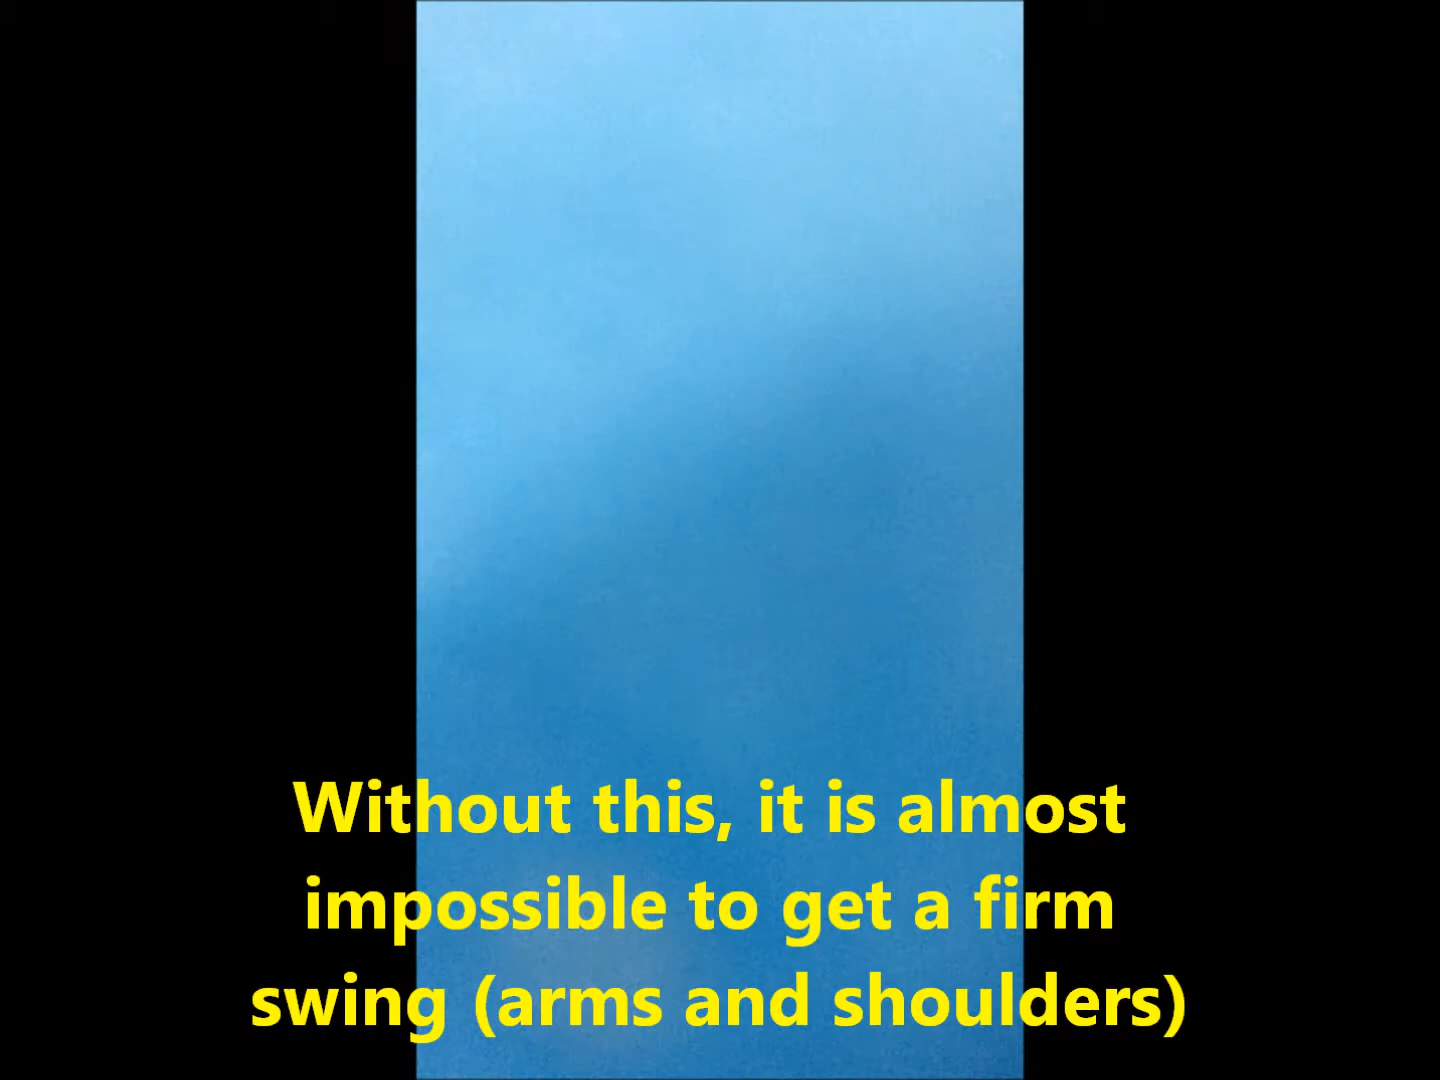 Without this, it is almost
impossible to get a firm
swing (arms and shoulders)